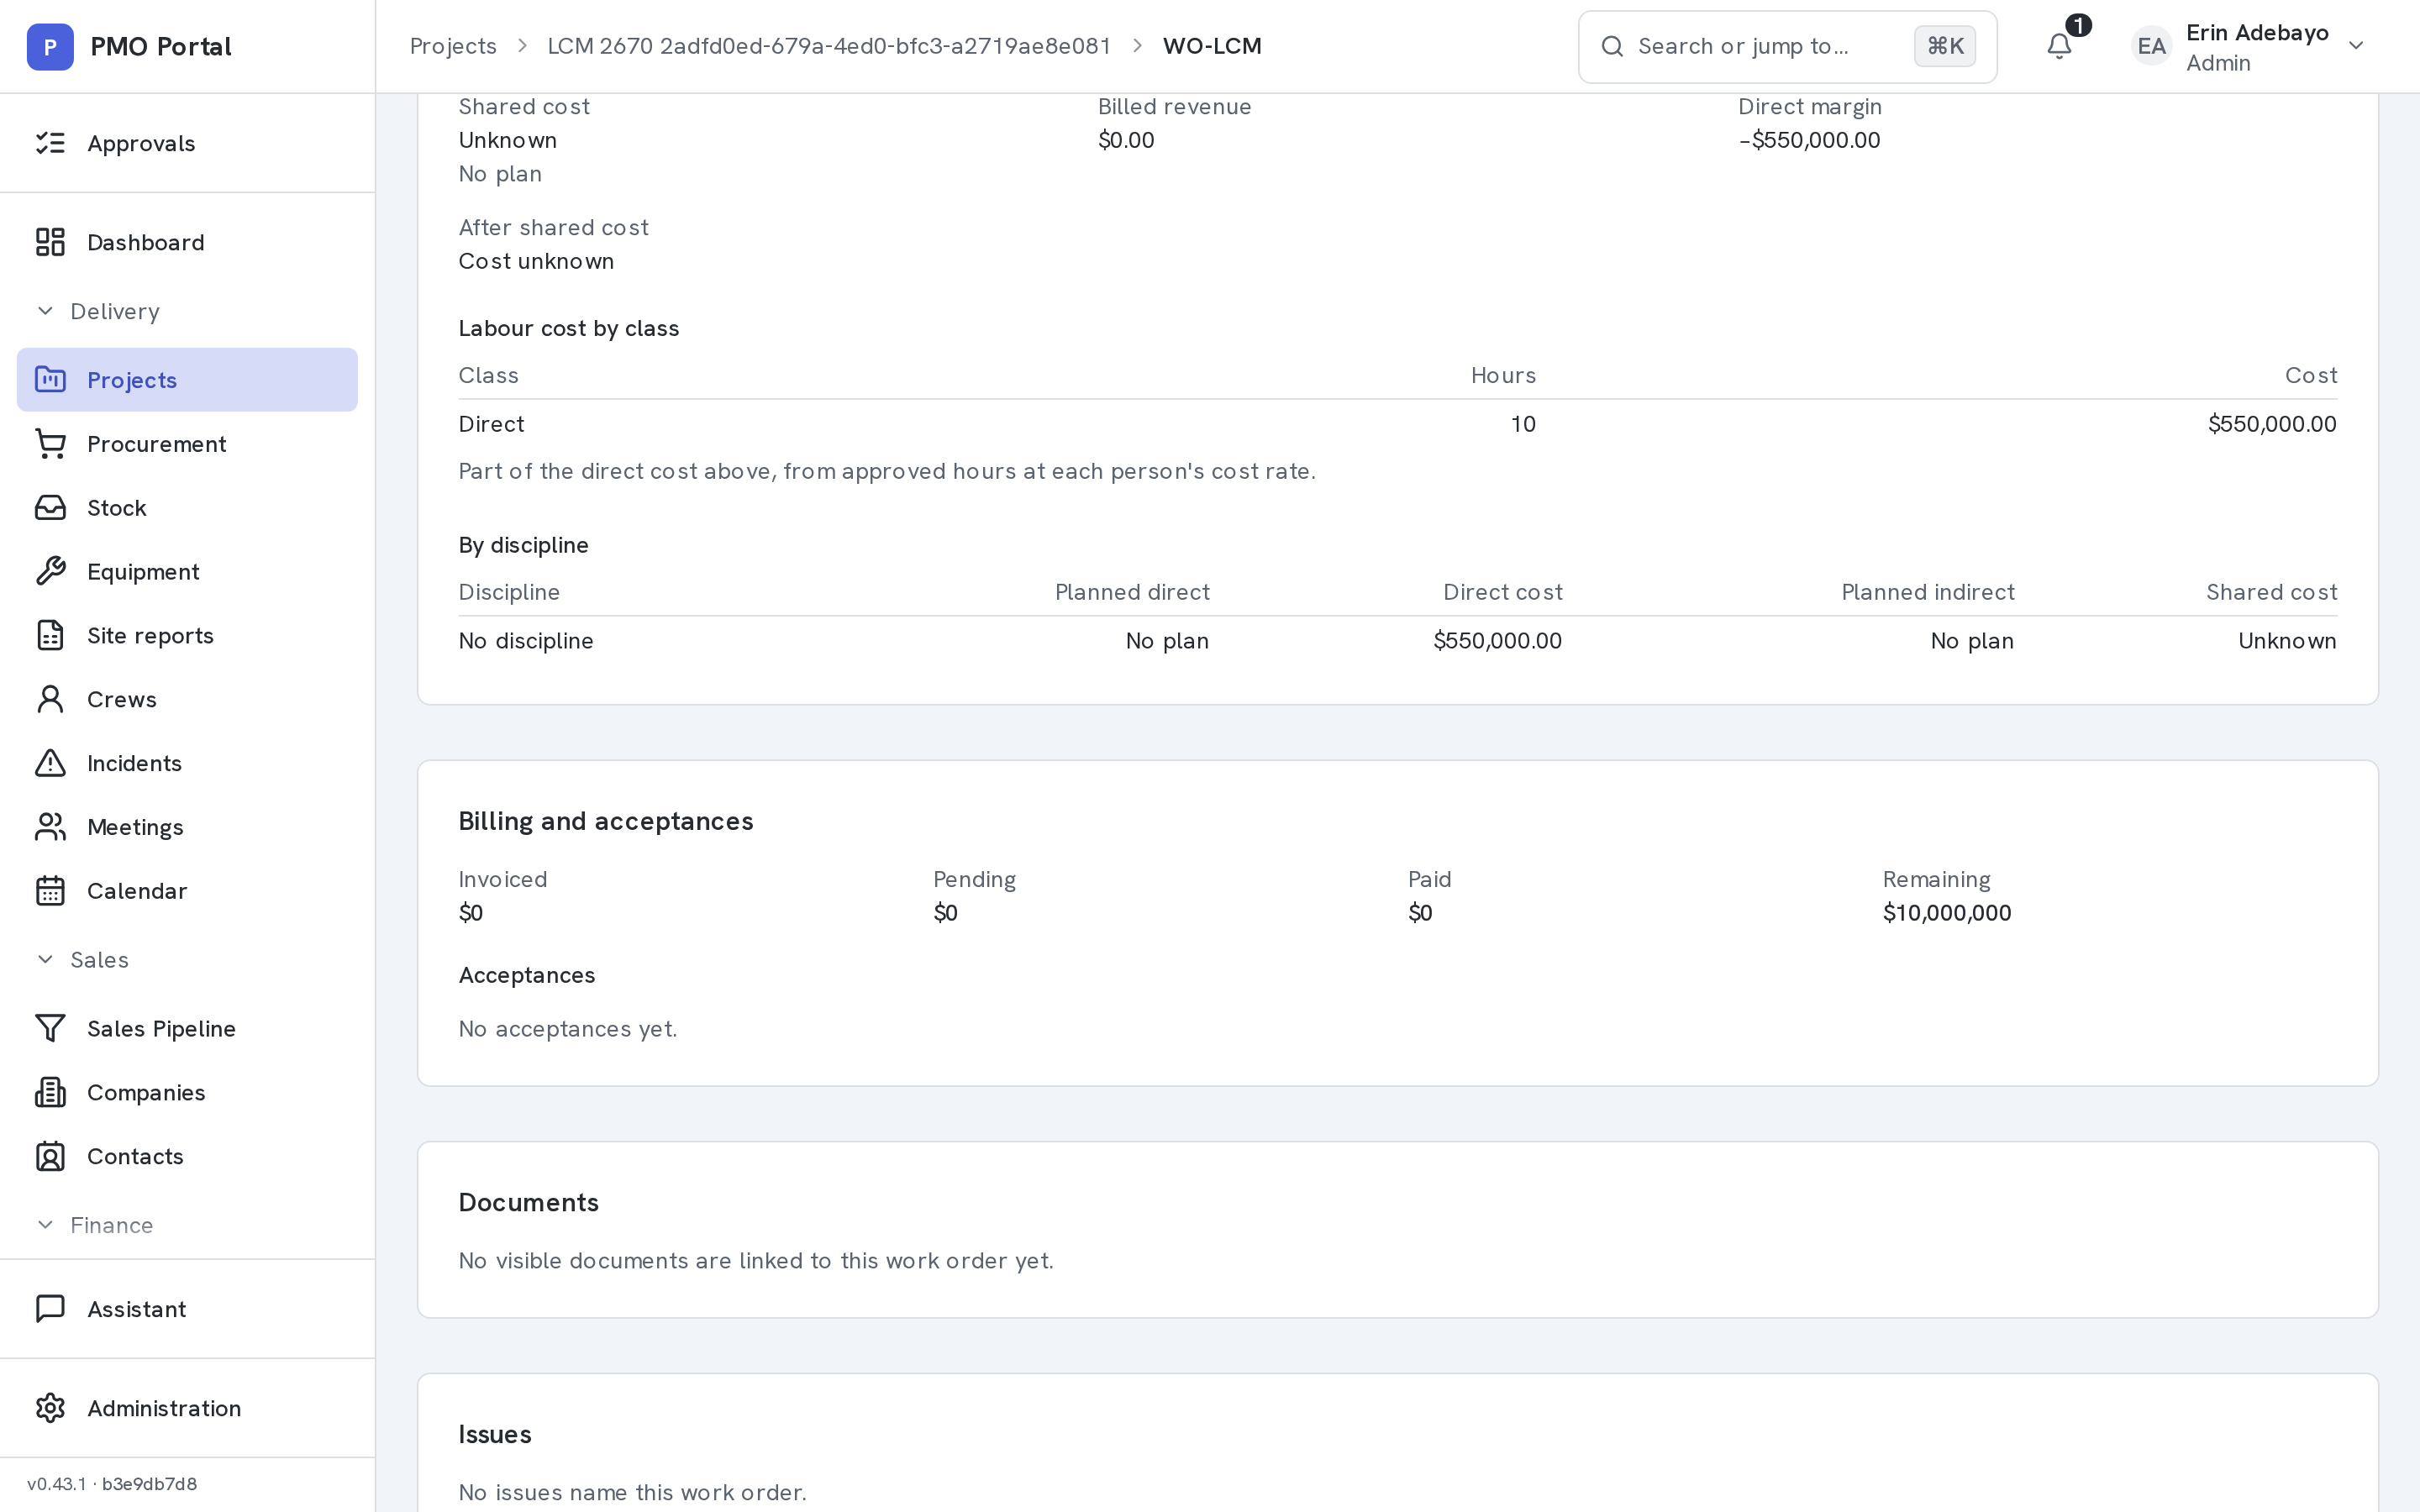 P PMO Portal
Projects > LCM 2670 2adfd0ed-679a-4ed0-bfc3-a2719ae8e081 > WO-LCM
Search or jump to... ⌘K
1
EA Erin Adebayo
Admin
Approvals
Dashboard
Delivery
Projects
Procurement
Stock
Equipment
Site reports
Crews
Incidents
Meetings
Calendar
Sales
Sales Pipeline
Companies
Contacts
Finance
Assistant
Administration
v0.43.1 · b3e9db7d8
Shared cost Billed revenue Direct margin
Unknown $0.00 −$550,000.00
No plan
After shared cost
Cost unknown
Labour cost by class
Class Hours Cost
Direct 10 $550,000.00
Part of the direct cost above, from approved hours at each person's cost rate.
By discipline
Discipline Planned direct Direct cost Planned indirect Shared cost
No discipline No plan $550,000.00 No plan Unknown
Billing and acceptances
Invoiced Pending Paid Remaining
$0 $0 $0 $10,000,000
Acceptances
No acceptances yet.
Documents
No visible documents are linked to this work order yet.
Issues
No issues name this work order.